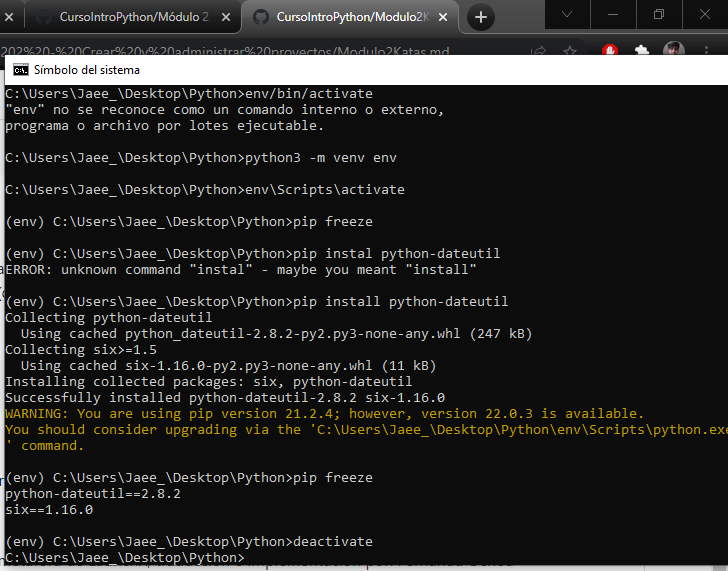 CursoIntroPython/Módulo 2
CursoIntroPython/Modulo2K
202%20-%20Crear%20y%20administrar%20proyectos/Modulo2Katas.md
Símbolo del sistema
C:\Users\Jaee_\Desktop\Python>env/bin/activate
"env" no se reconoce como un comando interno o externo,
programa o archivo por lotes ejecutable.
C:\Users\Jaee_\Desktop\Python>python3 -m venv env
C:\Users\Jaee_\Desktop\Python>env\Scripts\activate
(env) C:\Users\Jaee_\Desktop\Python>pip freeze
(env) C:\Users\Jaee_\Desktop\Python>pip instal python-dateutil
ERROR: unknown command "instal" - maybe you meant "install"
(env) C:\Users\Jaee_\Desktop\Python>pip install python-dateutil
Collecting python-dateutil
  Using cached python_dateutil-2.8.2-py2.py3-none-any.whl (247 kB)
Collecting six>=1.5
  Using cached six-1.16.0-py2.py3-none-any.whl (11 kB)
Installing collected packages: six, python-dateutil
Successfully installed python-dateutil-2.8.2 six-1.16.0
WARNING: You are using pip version 21.2.4; however, version 22.0.3 is available.
You should consider upgrading via the 'C:\Users\Jaee_\Desktop\Python\env\Scripts\python.exe
' command.
(env) C:\Users\Jaee_\Desktop\Python>pip freeze
python-dateutil==2.8.2
six==1.16.0
(env) C:\Users\Jaee_\Desktop\Python>deactivate
C:\Users\Jaee_\Desktop\Python>